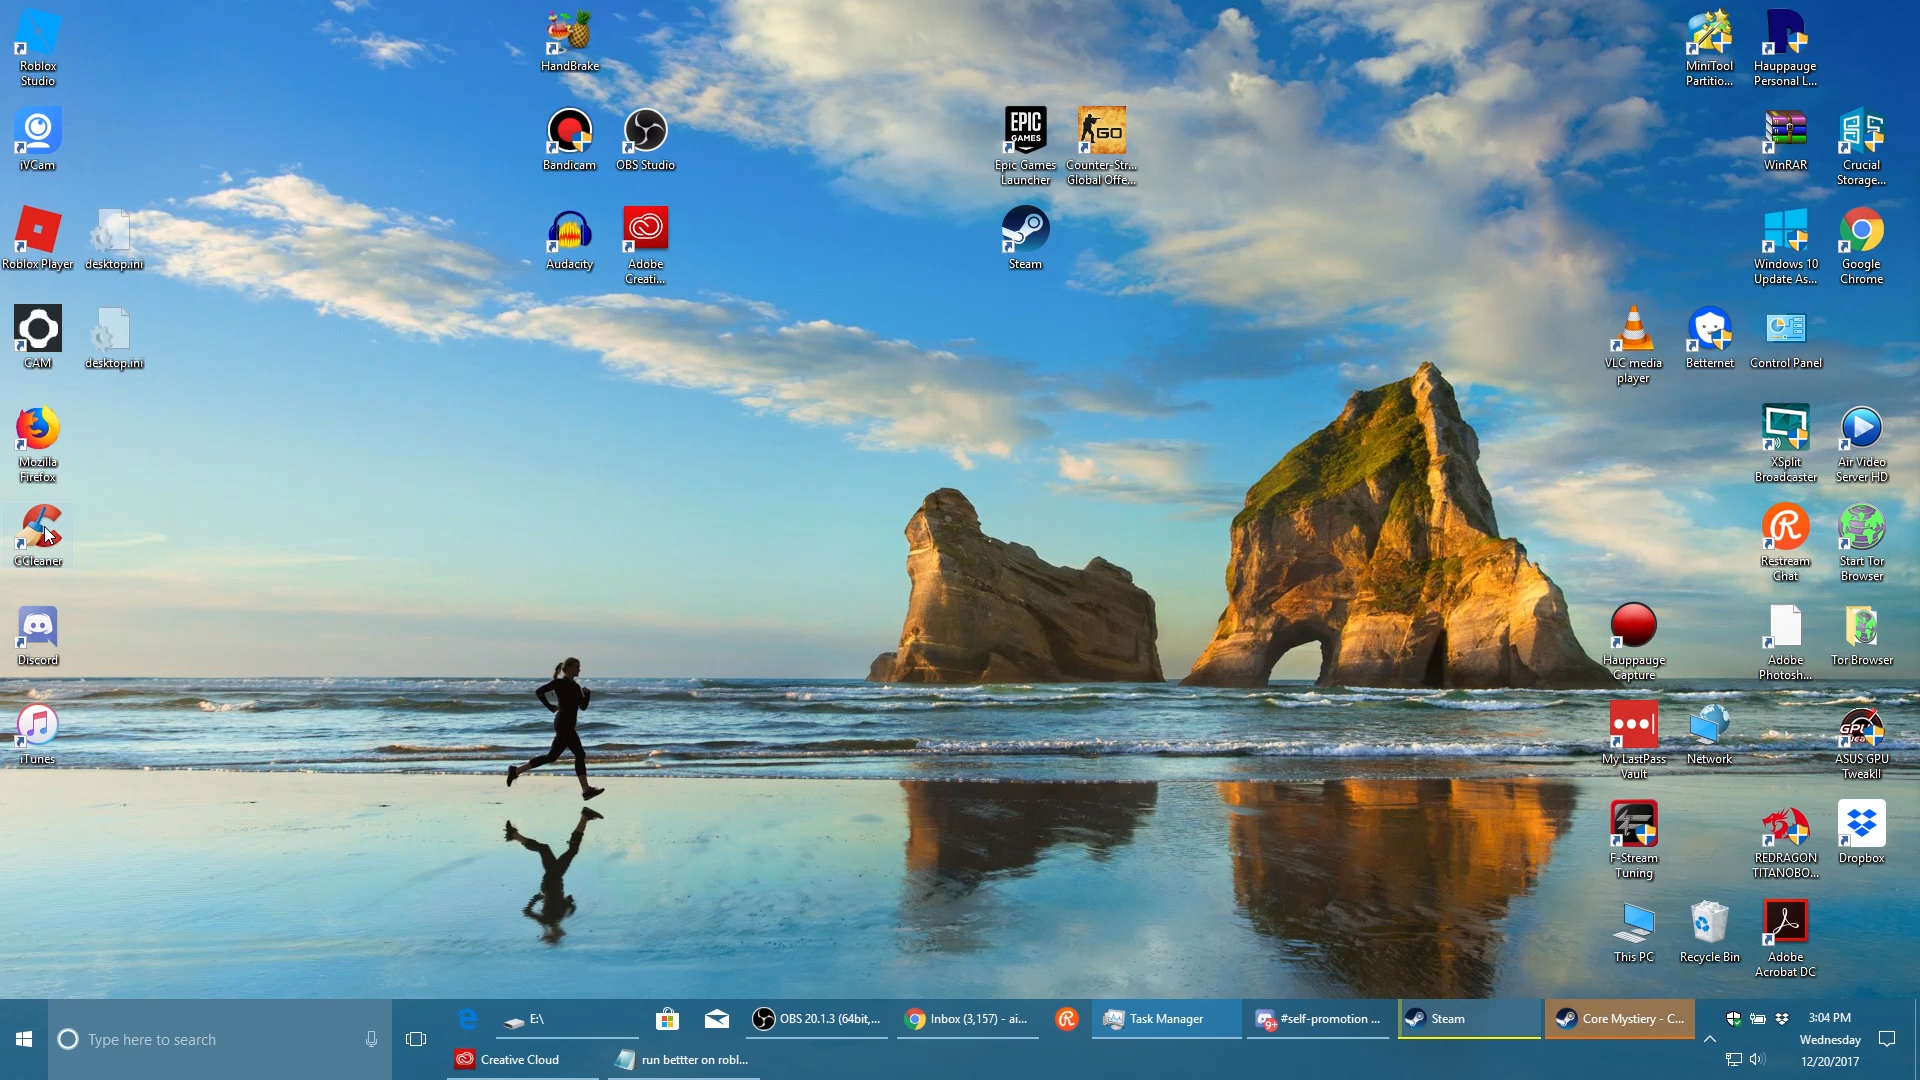 Roblox
Studio
iVCam
Roblox Player
desktop.ini
CAM
desktop.ini
Mozilla
Firefox
CCleaner
Discord
iTunes
HandBrake
Bandicam
OBS Studio
Audacity
Adobe
Creati...
EPIC
GAMES
Epic Games
Launcher
GO
Counter-Str...
Global Offe...
Steam
MiniTool
Partitio...
Hauppauge
Personal L...
WinRAR
Crucial
Storage...
Windows 10
Update As...
Google
Chrome
VLC media
player
Betternet
Control Panel
XSplit
Broadcaster
Air Video
Server HD
Restream
Chat
Start Tor
Browser
Hauppauge
Capture
Adobe
Photosh...
Tor Browser
My LastPass
Vault
Network
GPU
ASUS GPU
TweakII
F-Stream
Tuning
REDRAGON
TITANOBO...
Dropbox
This PC
Recycle Bin
Adobe
Acrobat DC
Type here to search
E:\
OBS 20.1.3 (64bit,...
Inbox (3,157) - ai...
Task Manager
9+
#self-promotion ...
Steam
Core Mystiery - C...
Creative Cloud
run bettter on robl...
3:04 PM
Wednesday
12/20/2017